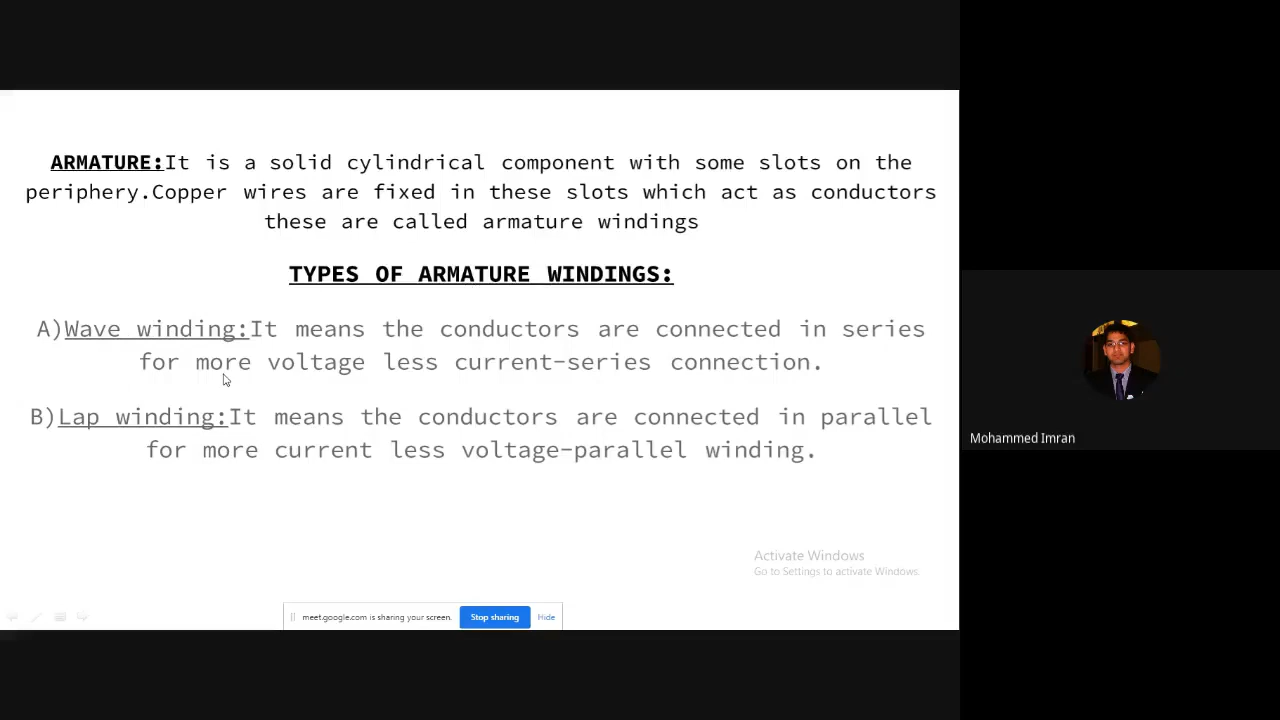 ARMATURE:It is a solid cylindrical component with some slots on the
periphery.Copper wires are fixed in these slots which act as conductors
these are called armature windings
TYPES OF ARMATURE WINDINGS:
A)Wave winding:It means the conductors are connected in series
for more voltage less current-series connection.
B)Lap winding:It means the conductors are connected in parallel
for more current less voltage-parallel winding.
Mohammed Imran
Activate Windows
Go to Settings to activate Windows.
meet.google.com is sharing your screen. Stop sharing Hide